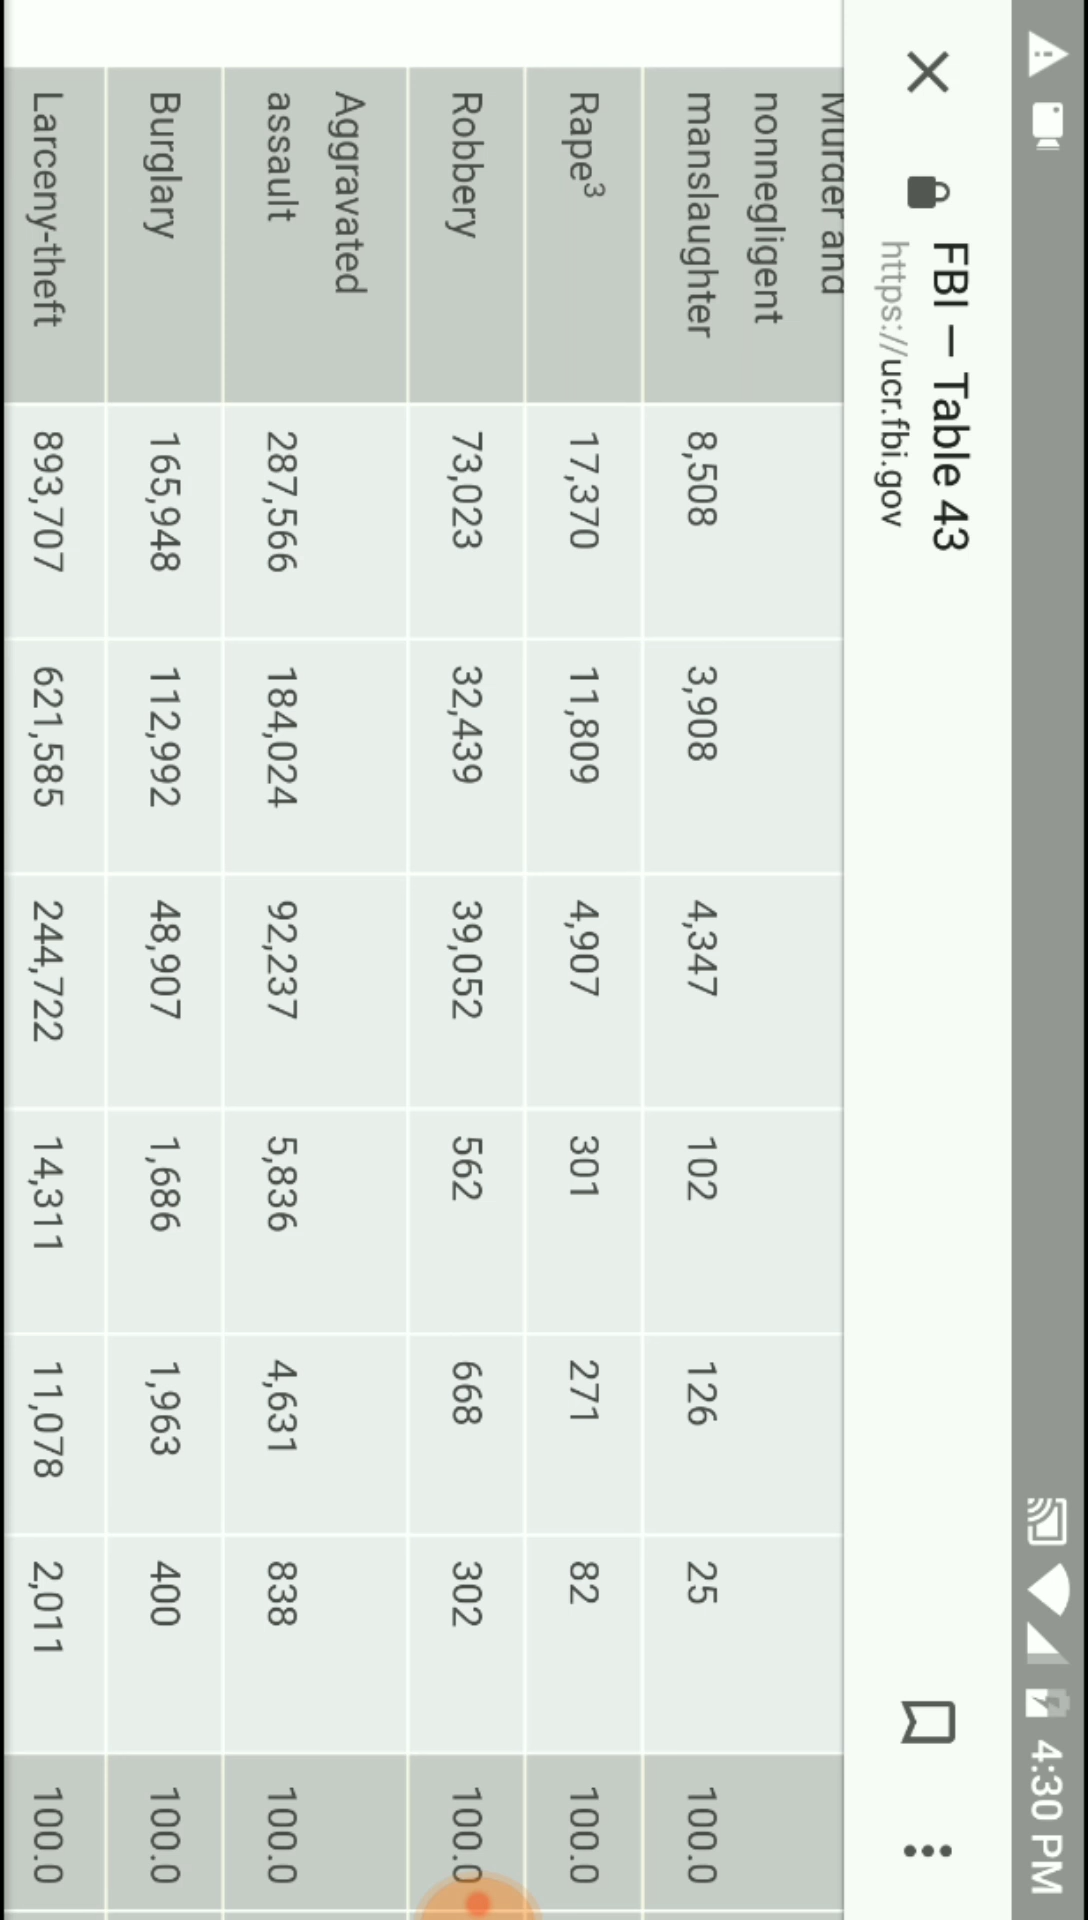 4:30 PM
FBI – Table 43
https://ucr.fbi.gov
Murder and
nonnegligent
manslaughter 8,508 3,908 4,347 102 126 25 100.0
Rape3 17,370 11,809 4,907 301 271 82 100.0
Robbery 73,023 32,439 39,052 562 668 302 100.0
Aggravated
assault 287,566 184,024 92,237 5,836 4,631 838 100.0
Burglary 165,948 112,992 48,907 1,686 1,963 400 100.0
Larceny-theft 893,707 621,585 244,722 14,311 11,078 2,011 100.0